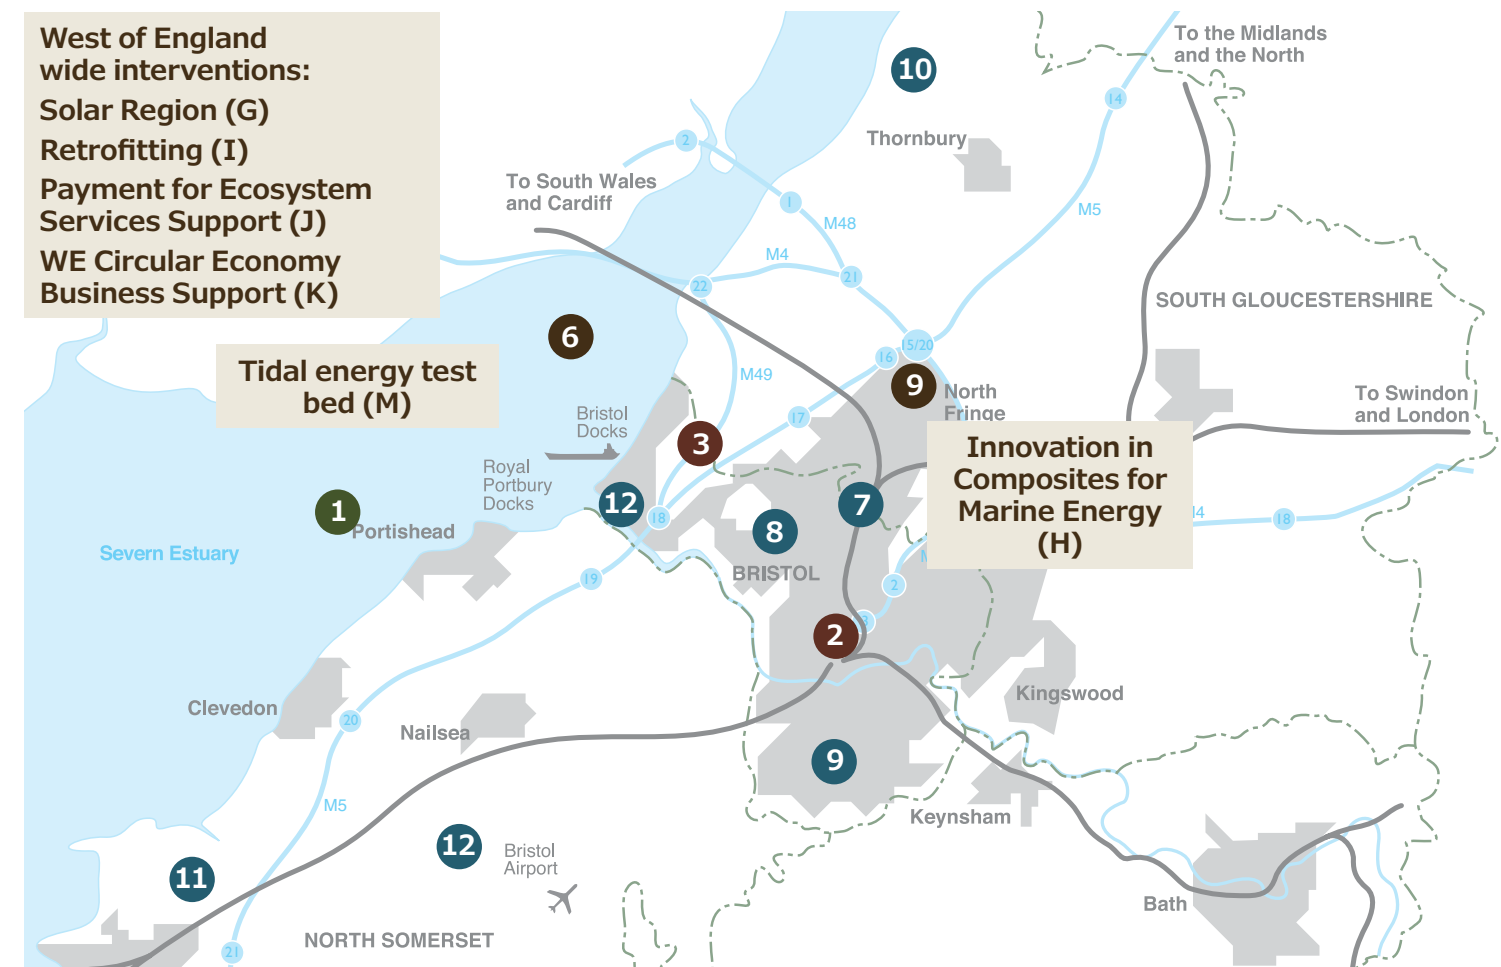 West of England
wide interventions:
Solar Region (G)
Retrofitting (I)
Payment for Ecosystem
Services Support (J)
WE Circular Economy
Business Support (K)
To the Midlands
and the North
10
14
Thornbury
2
To South Wales
and Cardiff
1
M48
M5
M4
21
22
SOUTH GLOUCESTERSHIRE
6
15/20
16
Tidal energy test
bed (M)
M49
9
North
Fringe
To Swindon
and London
Bristol
Docks
17
3
Innovation in
Composites for
Marine Energy
(H)
Royal
Portbury
Docks
12
18
7
1
Portishead
8
18
Severn Estuary
BRISTOL
19
2
2
Kingswood
Clevedon
20
Nailsea
9
M5
Keynsham
12
Bristol
Airport
11
Bath
NORTH SOMERSET
21